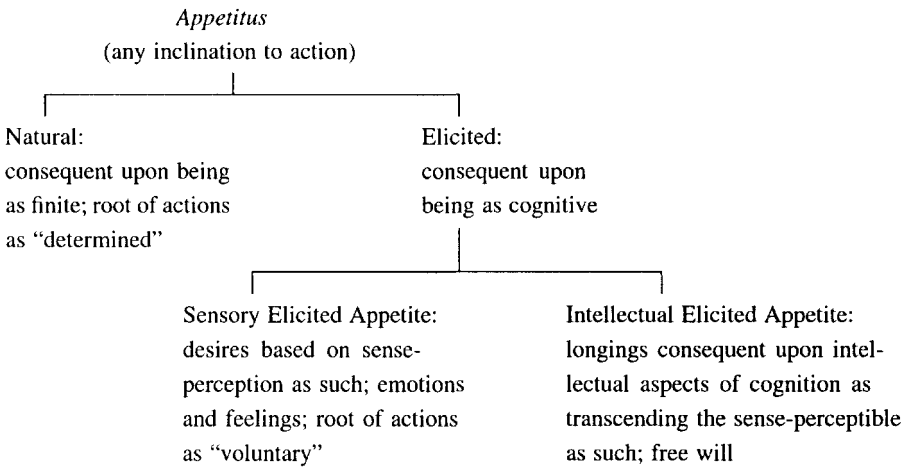 Appetitus
(any inclination to action)
Natural:
consequent upon being
as finite; root of actions
as “determined”
Elicited:
consequent upon
being as cognitive
Sensory Elicited Appetite:
desires based on sense-
perception as such; emotions
and feelings; root of actions
as “voluntary”
Intellectual Elicited Appetite:
longings consequent upon intel-
lectual aspects of cognition as
transcending the sense-perceptible
as such; free will